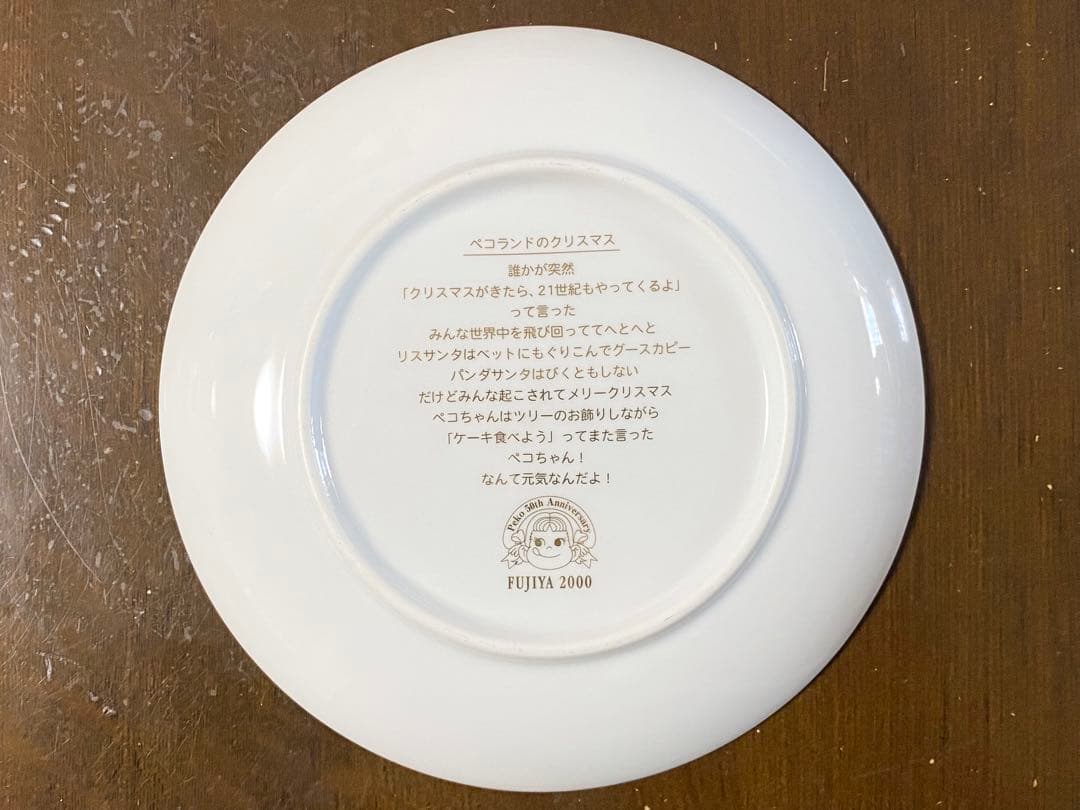 ペコランドのクリスマス
誰かが突然
「クリスマスがきたら、21世紀もやってくるよ」
って言った
みんな世界中を飛び回っててへとへと
リスサンタはベットにもぐりこんでグースカピー
パンダサンタはびくともしない
だけどみんな起こされてメリークリスマス
ペコちゃんはツリーのお飾りしながら
「ケーキ食べよう」ってまた言った
ペコちゃん！
なんて元気なんだよ！
Peko 50th Anniversary
FUJIYA 2000